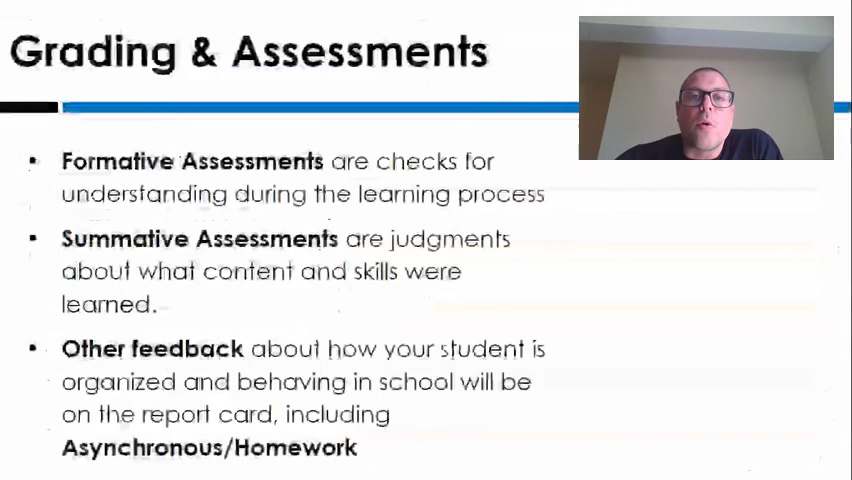 Grading & Assessments
▪ Formative Assessments are checks for
understanding during the learning process
▪ Summative Assessments are judgments
about what content and skills were
learned.
▪ Other feedback about how your student is
organized and behaving in school will be
on the report card, including
Asynchronous/Homework